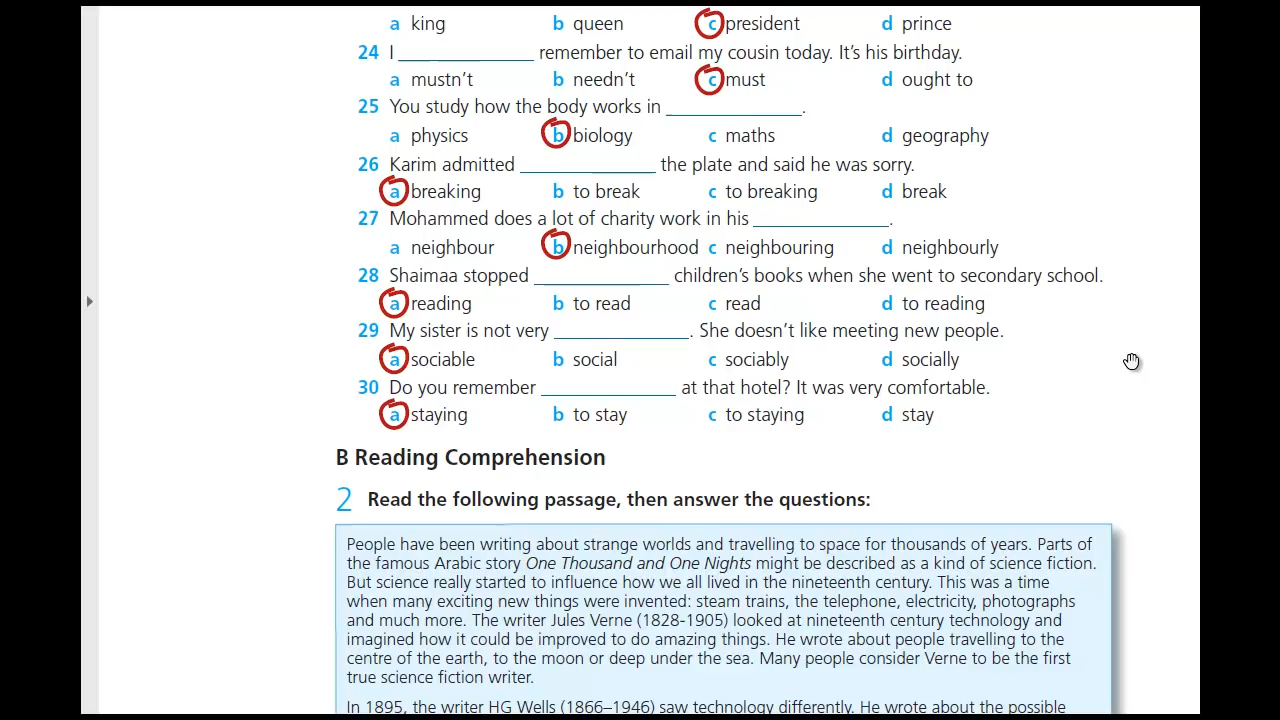 a king b queen c president d prince
24 I ______________ remember to email my cousin today. It's his birthday.
a mustn't b needn't c must d ought to
25 You study how the body works in ______________.
a physics b biology c maths d geography
26 Karim admitted ______________ the plate and said he was sorry.
a breaking b to break c to breaking d break
27 Mohammed does a lot of charity work in his ______________.
a neighbour b neighbourhood c neighbouring d neighbourly
28 Shaimaa stopped ______________ children's books when she went to secondary school.
a reading b to read c read d to reading
29 My sister is not very ______________. She doesn't like meeting new people.
a sociable b social c sociably d socially
30 Do you remember ______________ at that hotel? It was very comfortable.
a staying b to stay c to staying d stay
B Reading Comprehension
2 Read the following passage, then answer the questions:
People have been writing about strange worlds and travelling to space for thousands of years. Parts of
the famous Arabic story One Thousand and One Nights might be described as a kind of science fiction.
But science really started to influence how we all lived in the nineteenth century. This was a time
when many exciting new things were invented: steam trains, the telephone, electricity, photographs
and much more. The writer Jules Verne (1828-1905) looked at nineteenth century technology and
imagined how it could be improved to do amazing things. He wrote about people travelling to the
centre of the earth, to the moon or deep under the sea. Many people consider Verne to be the first
true science fiction writer.
In 1895, the writer HG Wells (1866–1946) saw technology differently. He wrote about the possible